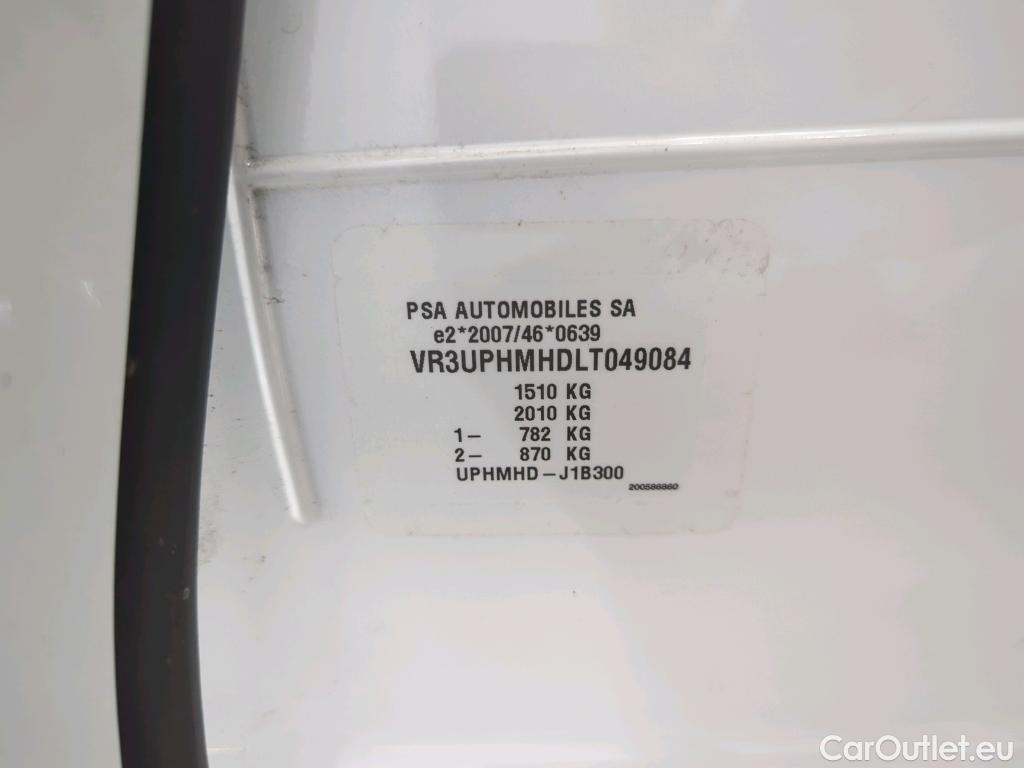 PSA AUTOMOBILES SA
e2*2007/46*0639
VR3UPHMHDLT049084
1510 KG
2010 KG
1- 782 KG
2- 870 KG
UPHMHD-J1B300
200586860
CarOutlet.eu